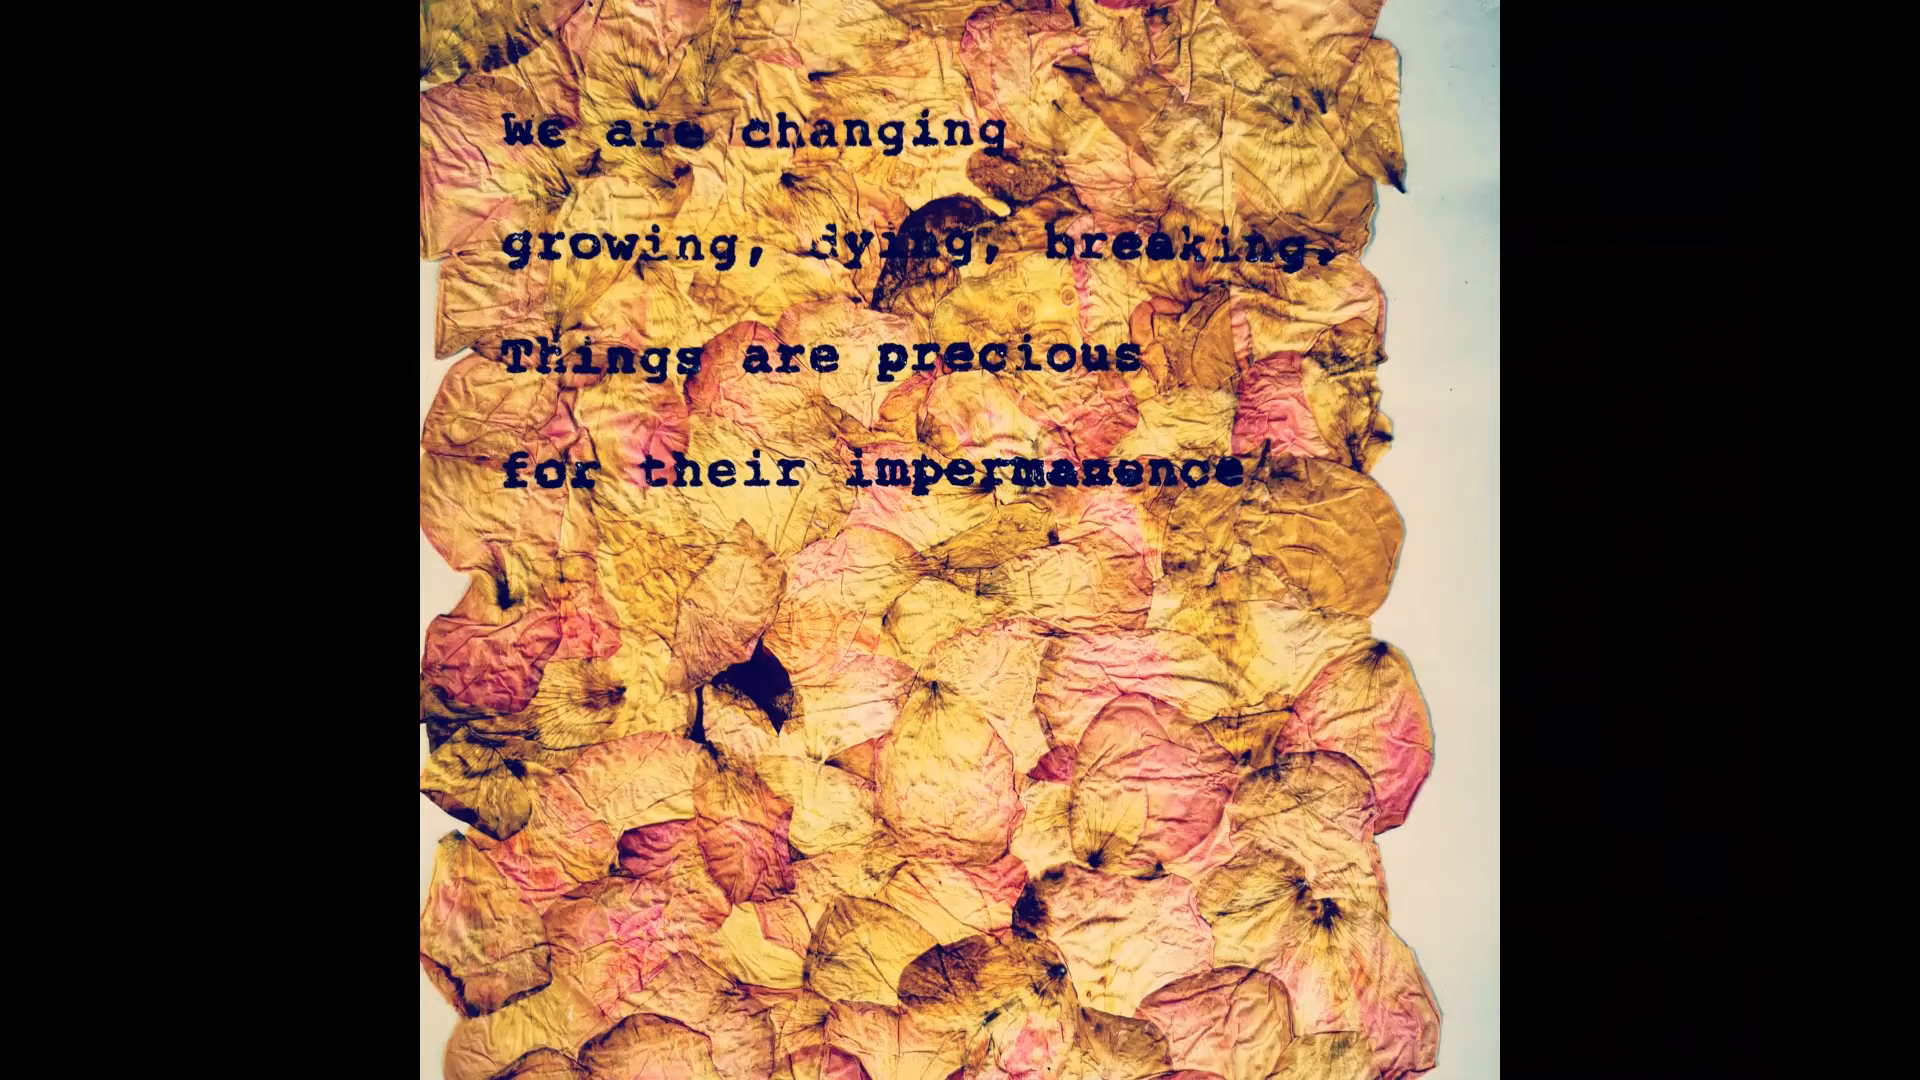 We are changing
growing, dying, breaking.
Things are precious
for their impermanence